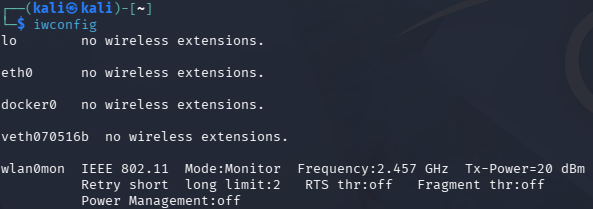 ┌──(kali㉿kali)-[~]
└─$ iwconfig
lo        no wireless extensions.
eth0      no wireless extensions.
docker0   no wireless extensions.
veth070516b  no wireless extensions.
wlan0mon  IEEE 802.11  Mode:Monitor  Frequency:2.457 GHz  Tx-Power=20 dBm
          Retry short  long limit:2   RTS thr:off   Fragment thr:off
          Power Management:off